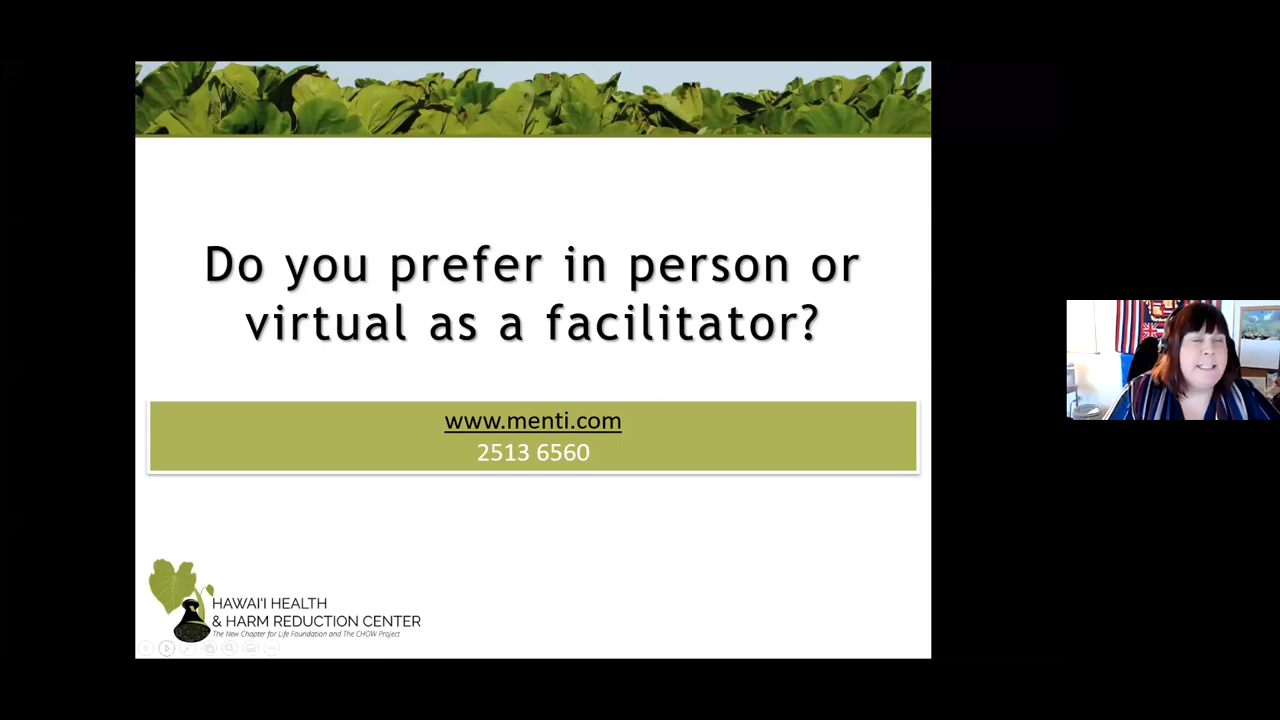 Do you prefer in person or
virtual as a facilitator?
www.menti.com
2513 6560
HAWAI'I HEALTH
& HARM REDUCTION CENTER
The New Chapter for Life Foundation and The CHOW Project